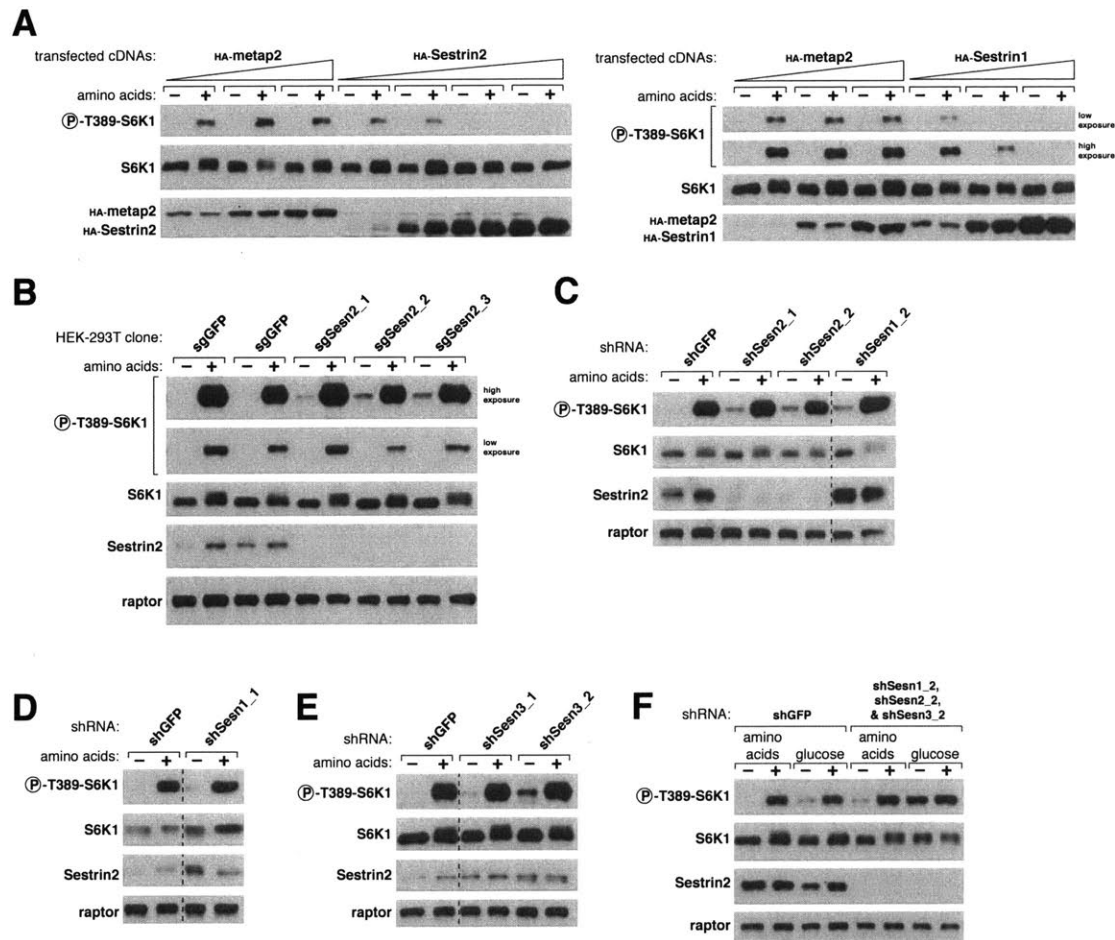 A
transfected cDNAs: HA-metap2 HA-Sestrin2
amino acids: - + - + - + - + - + - + - +
Ⓟ-T389-S6K1
S6K1
HA-metap2
HA-Sestrin2
transfected cDNAs: HA-metap2 HA-Sestrin1
amino acids: - + - + - + - + - + - +
Ⓟ-T389-S6K1
low exposure
high exposure
S6K1
HA-metap2
HA-Sestrin1
B
HEK-293T clone: sgGFP sgGFP sgSesn2_1 sgSesn2_2 sgSesn2_3
amino acids: - + - + - + - + - +
Ⓟ-T389-S6K1
high exposure
low exposure
S6K1
Sestrin2
raptor
C
shRNA: shGFP shSesn2_1 shSesn2_2 shSesn1_2
amino acids: - + - + - + - +
Ⓟ-T389-S6K1
S6K1
Sestrin2
raptor
D
shRNA: shGFP shSesn1_1
amino acids: - + - +
Ⓟ-T389-S6K1
S6K1
Sestrin2
raptor
E
shRNA: shGFP shSesn3_1 shSesn3_2
amino acids: - + - + - +
Ⓟ-T389-S6K1
S6K1
Sestrin2
raptor
F
shRNA: shGFP
shSesn1_2,
shSesn2_2,
& shSesn3_2
amino acids glucose amino acids glucose
- + - + - + - +
Ⓟ-T389-S6K1
S6K1
Sestrin2
raptor